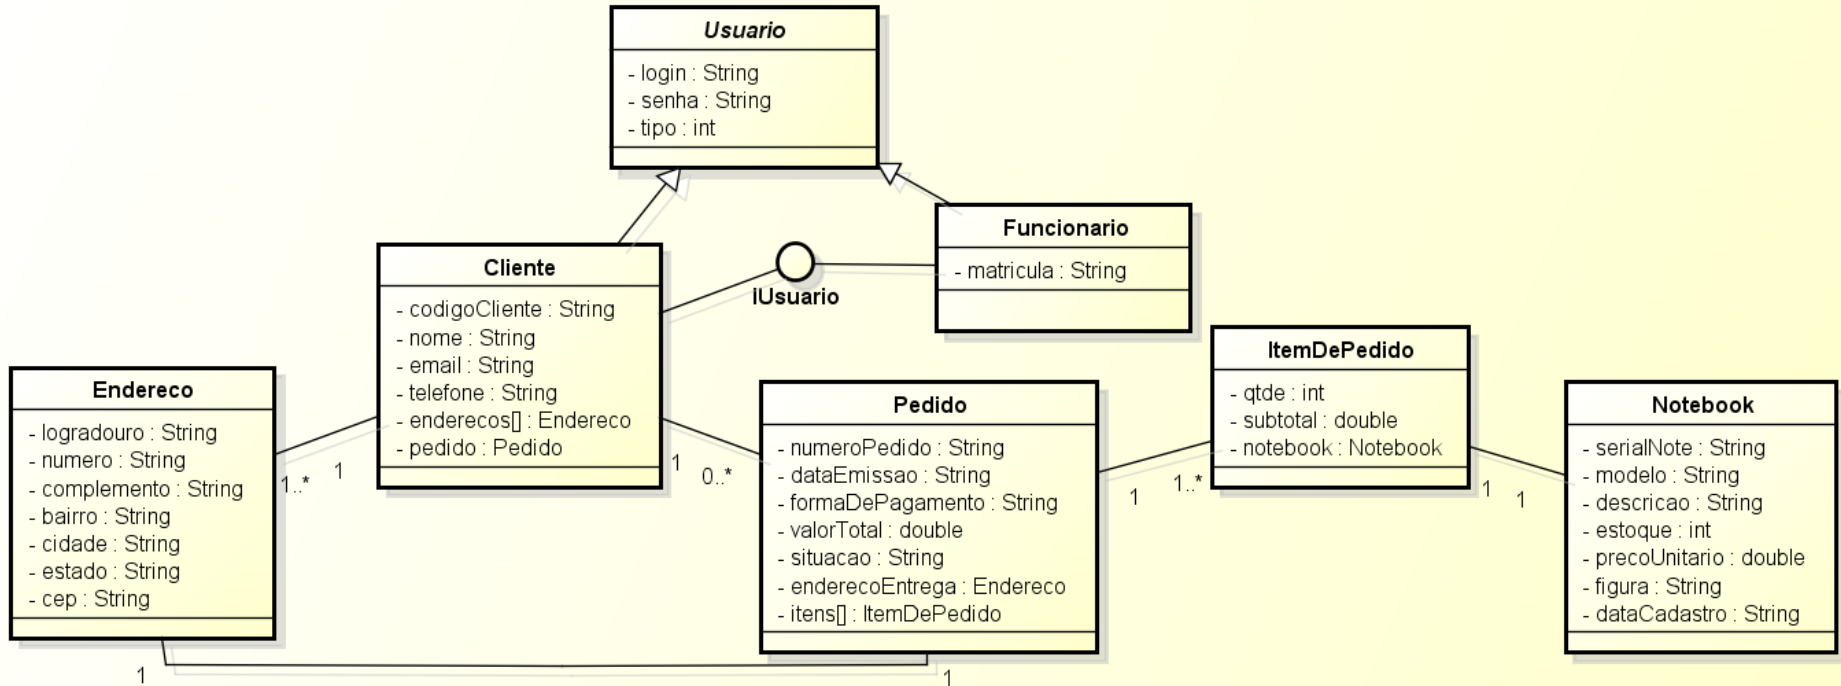 Usuario
- login : String
- senha : String
- tipo : int
Funcionario
- matricula : String
IUsuario
Cliente
- codigoCliente : String
- nome : String
- email : String
- telefone : String
- enderecos[] : Endereco
- pedido : Pedido
Endereco
- logradouro : String
- numero : String
- complemento : String
- bairro : String
- cidade : String
- estado : String
- cep : String
1..*
1
1
0..*
Pedido
- numeroPedido : String
- dataEmissao : String
- formaDePagamento : String
- valorTotal : double
- situacao : String
- enderecoEntrega : Endereco
- itens[] : ItemDePedido
1
1..*
ItemDePedido
- qtde : int
- subtotal : double
- notebook : Notebook
1
1
Notebook
- serialNote : String
- modelo : String
- descricao : String
- estoque : int
- precoUnitario : double
- figura : String
- dataCadastro : String
1
1